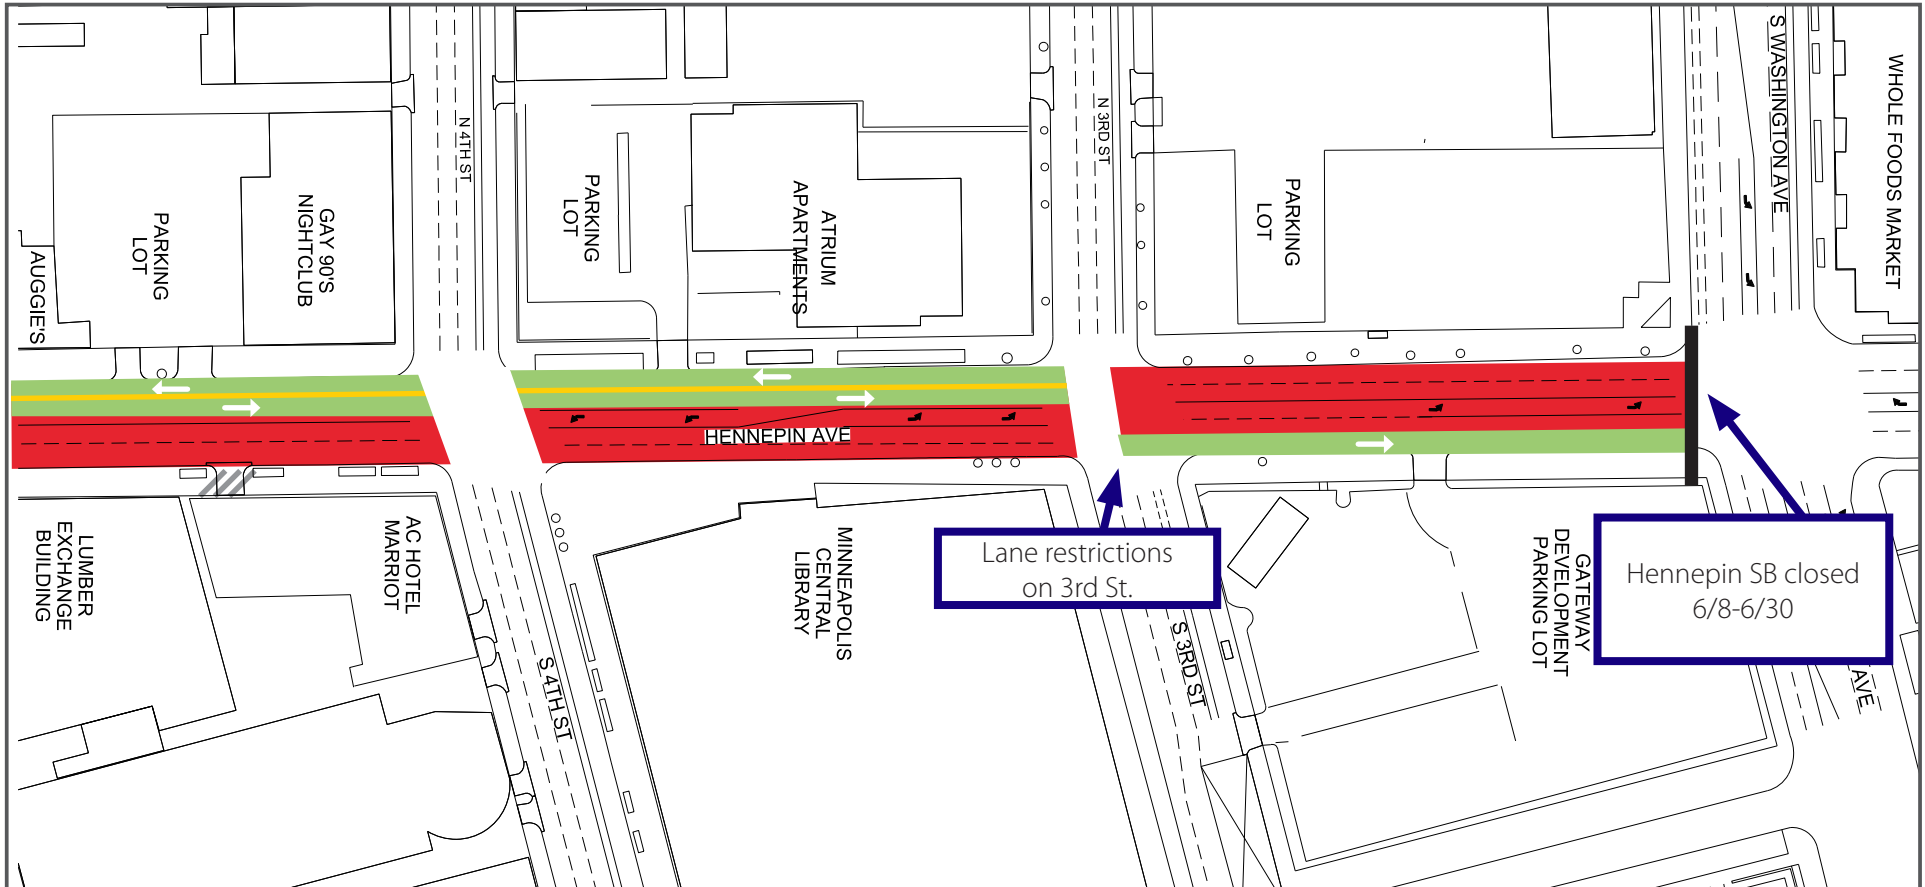 AUGGIE'S
PARKING
LOT
GAY 90'S
NIGHTCLUB
N 4TH ST
PARKING
LOT
ATRIUM
APARTMENTS
N 3RD ST
PARKING
LOT
S WASHINGTON AVE
WHOLE FOODS MARKET
HENNEPIN AVE
LUMBER
EXCHANGE
BUILDING
AC HOTEL
MARRIOT
S 4TH ST
MINNEAPOLIS
CENTRAL
LIBRARY
Lane restrictions
on 3rd St.
S 3RD ST
GATEWAY
DEVELOPMENT
PARKING LOT
Hennepin SB closed
6/8-6/30
AVE